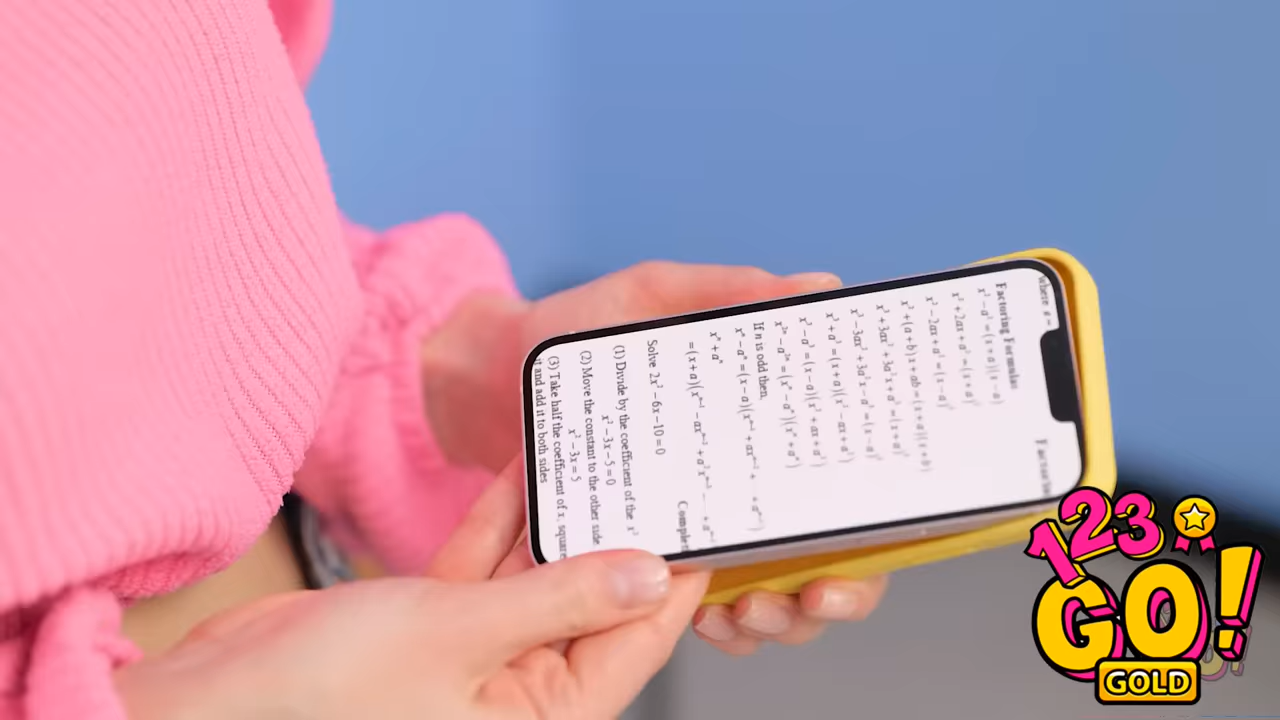 where r =
Factoring Formulas
x² - a² = (x + a)(x - a)
x² + 2ax + a² = (x + a)²
x² - 2ax + a² = (x - a)²
x² + (a + b)x + ab = (x + a)(x + b)
x³ + 3ax² + 3a²x + a³ = (x + a)³
x³ - 3ax² + 3a²x - a³ = (x - a)³
x³ + a³ = (x + a)(x² - ax + a²)
x³ - a³ = (x - a)(x² + ax + a²)
x²ⁿ - a²ⁿ = (xⁿ - aⁿ)(xⁿ + aⁿ)
If n is odd then,
xⁿ - aⁿ = (x - a)(xⁿ⁻¹ + axⁿ⁻² + + aⁿ⁻¹)
xⁿ + aⁿ
= (x + a)(xⁿ⁻¹ - axⁿ⁻² + a²xⁿ⁻³ - ... + aⁿ⁻¹)
Solve 2x² - 6x - 10 = 0
(1) Divide by the coefficient of the x²
x² - 3x - 5 = 0
(2) Move the constant to the other side.
x² - 3x = 5
(3) Take half the coefficient of x, square
it and add it to both sides
123
GO!
GOLD